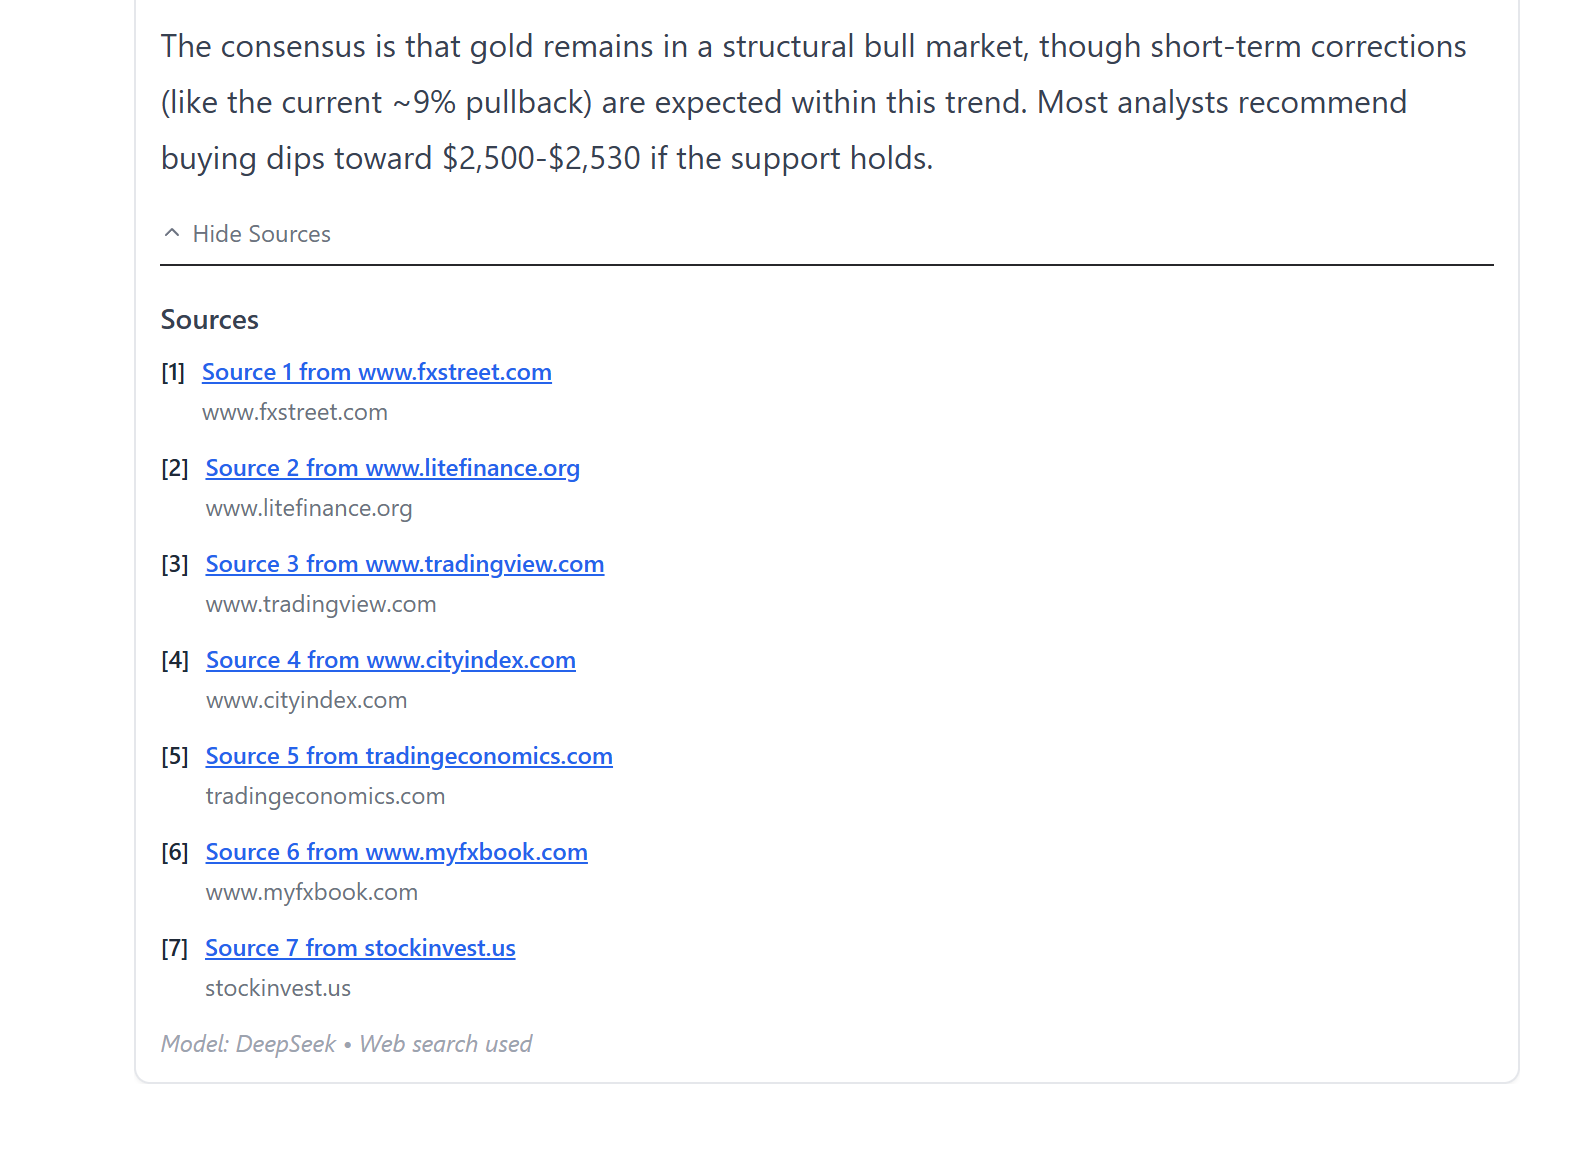 The consensus is that gold remains in a structural bull market, though short-term corrections
(like the current ~9% pullback) are expected within this trend. Most analysts recommend
buying dips toward $2,500-$2,530 if the support holds.
Hide Sources
Sources
[1] Source 1 from www.fxstreet.com
www.fxstreet.com
[2] Source 2 from www.litefinance.org
www.litefinance.org
[3] Source 3 from www.tradingview.com
www.tradingview.com
[4] Source 4 from www.cityindex.com
www.cityindex.com
[5] Source 5 from tradingeconomics.com
tradingeconomics.com
[6] Source 6 from www.myfxbook.com
www.myfxbook.com
[7] Source 7 from stockinvest.us
stockinvest.us
Model: DeepSeek • Web search used